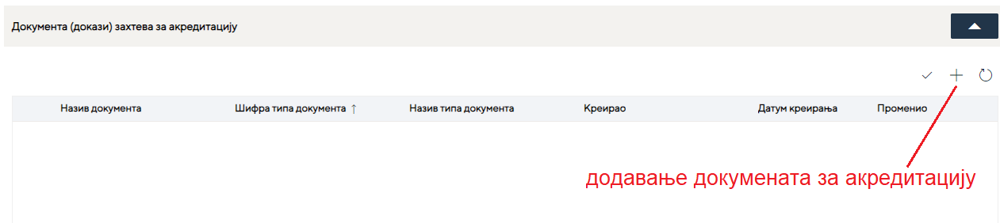 Документа (докази) захтева за акредитацију
Назив документа Шифра типа документа ↑ Назив типа документа Креирао Датум креирања Променио
додавање докумената за акредитацију